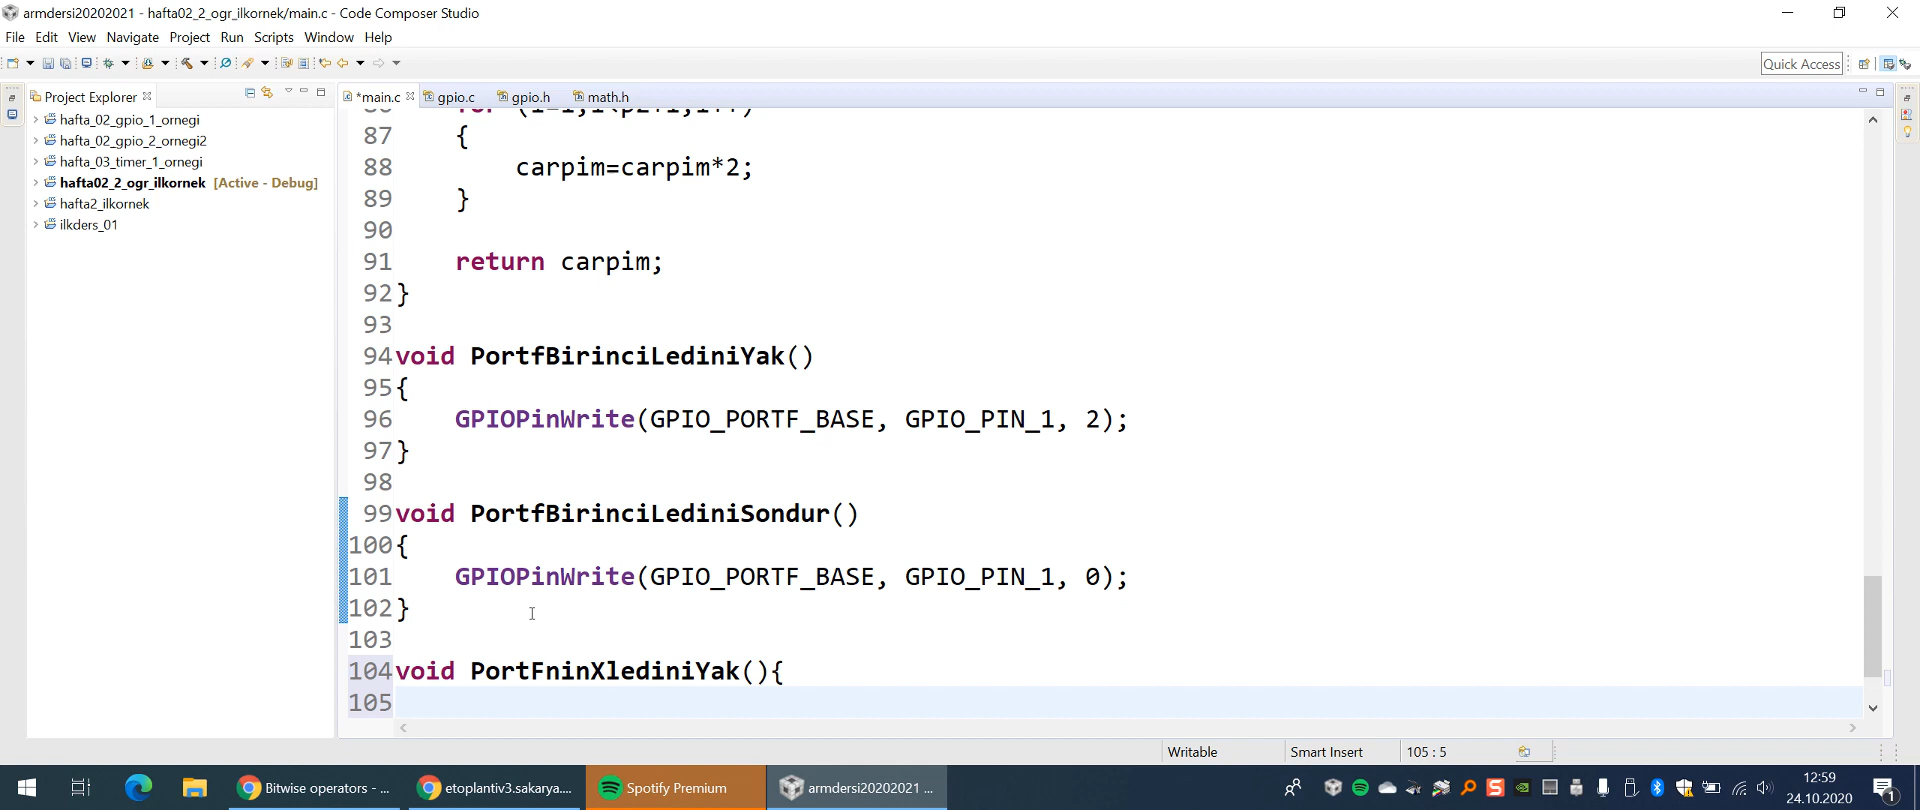 armdersi20202021 - hafta02_2_ogr_ilkornek/main.c - Code Composer Studio
File Edit View Navigate Project Run Scripts Window Help
Quick Access
Project Explorer
*main.c gpio.c gpio.h math.h
hafta_02_gpio_1_ornegi
hafta_02_gpio_2_ornegi2
hafta_03_timer_1_ornegi
hafta02_2_ogr_ilkornek [Active - Debug]
hafta2_ilkornek
ilkders_01
87 {
88 carpim=carpim*2;
89 }
90
91 return carpim;
92 }
93
94 void PortfBirinciLediniYak()
95 {
96 GPIOPinWrite(GPIO_PORTF_BASE, GPIO_PIN_1, 2);
97 }
98
99 void PortfBirinciLediniSondur()
100 {
101 GPIOPinWrite(GPIO_PORTF_BASE, GPIO_PIN_1, 0);
102 }
103
104 void PortFninXlediniYak(){
105
Writable Smart Insert 105 : 5
Bitwise operators - ...
etoplantiv3.sakarya....
Spotify Premium
armdersi20202021 ...
12:59
24.10.2020
1